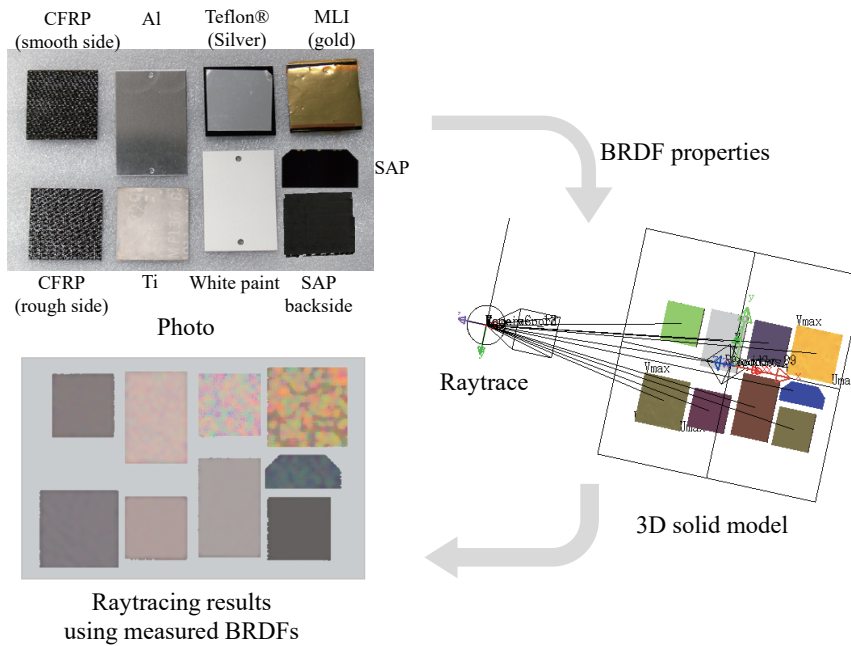 CFRP
(smooth side)
Al
Teflon®
(Silver)
MLI
(gold)
SAP
CFRP
(rough side)
Ti
White paint
SAP
backside
Photo
BRDF properties
Raytrace
y
Vmax
Vmax
x
3D solid model
Raytracing results
using measured BRDFs